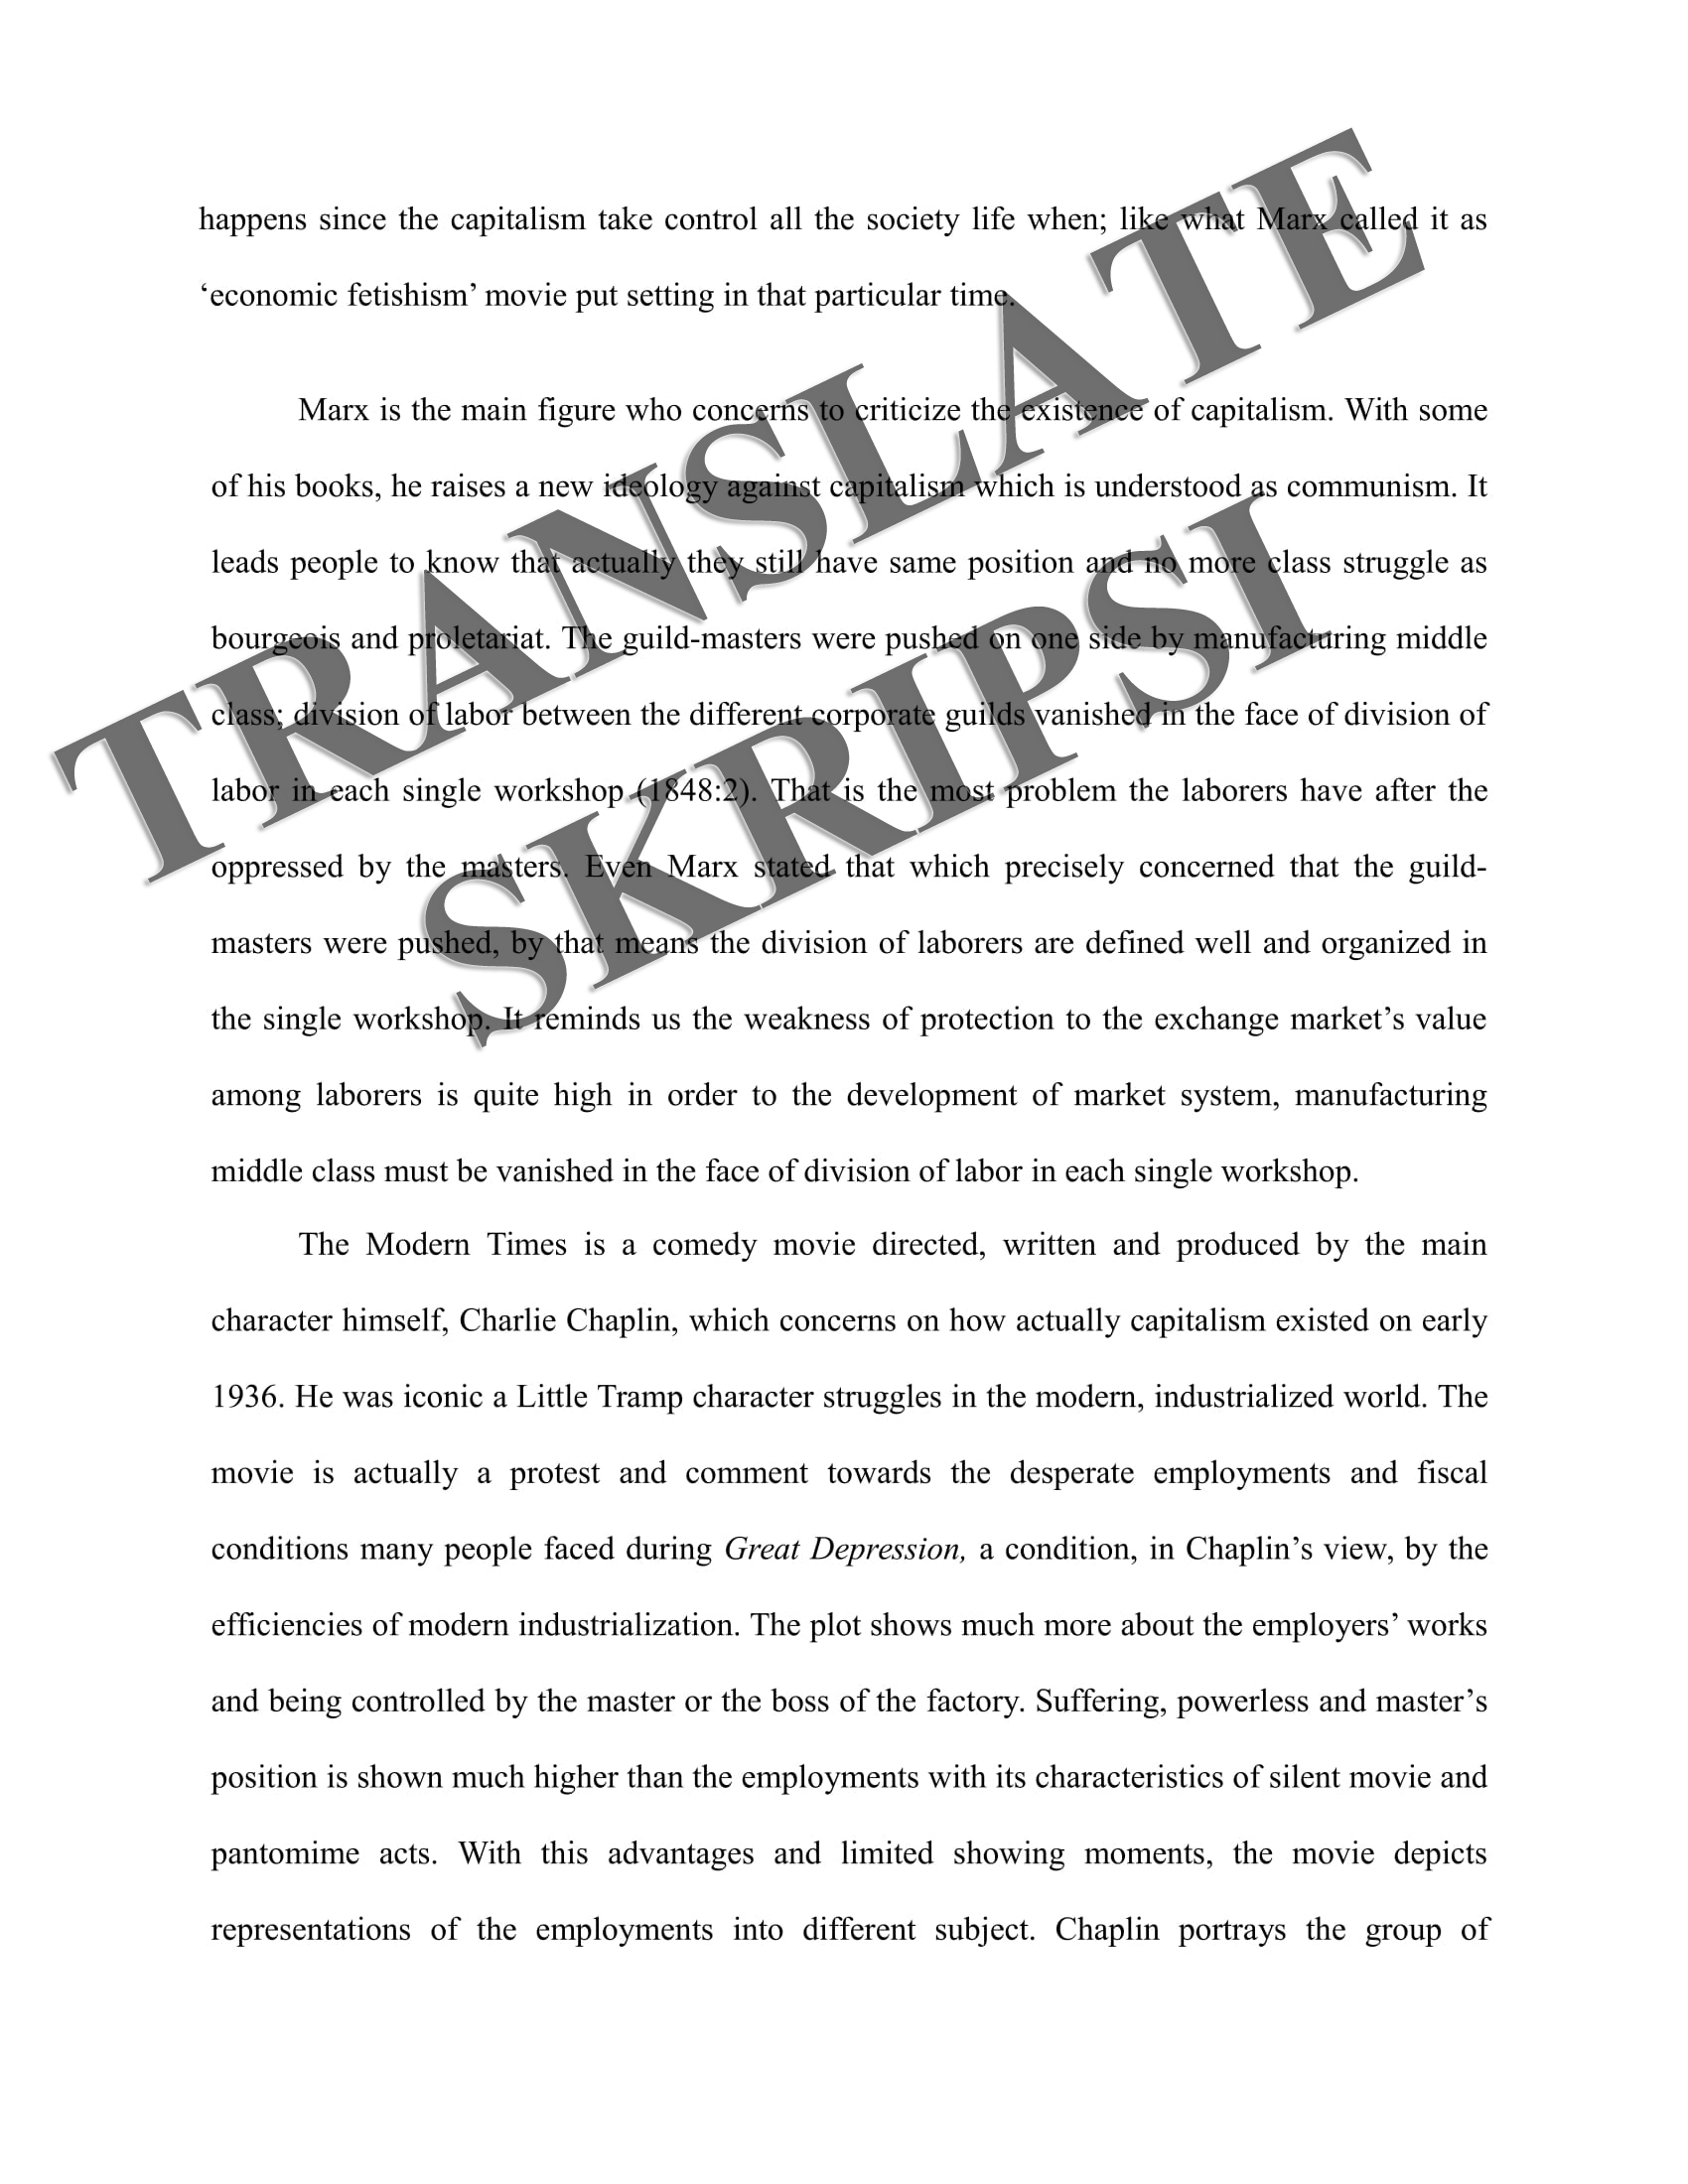 happens since the capitalism take control all the society life when; like what Marx called it as
‘economic fetishism’ movie put setting in that particular time.
Marx is the main figure who concerns to criticize the existence of capitalism. With some
of his books, he raises a new ideology against capitalism which is understood as communism. It
leads people to know that actually they still have same position and no more class struggle as
bourgeois and proletariat. The guild-masters were pushed on one side by manufacturing middle
class; division of labor between the different corporate guilds vanished in the face of division of
labor in each single workshop (1848:2). That is the most problem the laborers have after the
oppressed by the masters. Even Marx stated that which precisely concerned that the guild-
masters were pushed, by that means the division of laborers are defined well and organized in
the single workshop. It reminds us the weakness of protection to the exchange market’s value
among laborers is quite high in order to the development of market system, manufacturing
middle class must be vanished in the face of division of labor in each single workshop.
The Modern Times is a comedy movie directed, written and produced by the main
character himself, Charlie Chaplin, which concerns on how actually capitalism existed on early
1936. He was iconic a Little Tramp character struggles in the modern, industrialized world. The
movie is actually a protest and comment towards the desperate employments and fiscal
conditions many people faced during Great Depression, a condition, in Chaplin’s view, by the
efficiencies of modern industrialization. The plot shows much more about the employers’ works
and being controlled by the master or the boss of the factory. Suffering, powerless and master’s
position is shown much higher than the employments with its characteristics of silent movie and
pantomime acts. With this advantages and limited showing moments, the movie depicts
representations of the employments into different subject. Chaplin portrays the group of
TRANSLATE
SKRIPSI